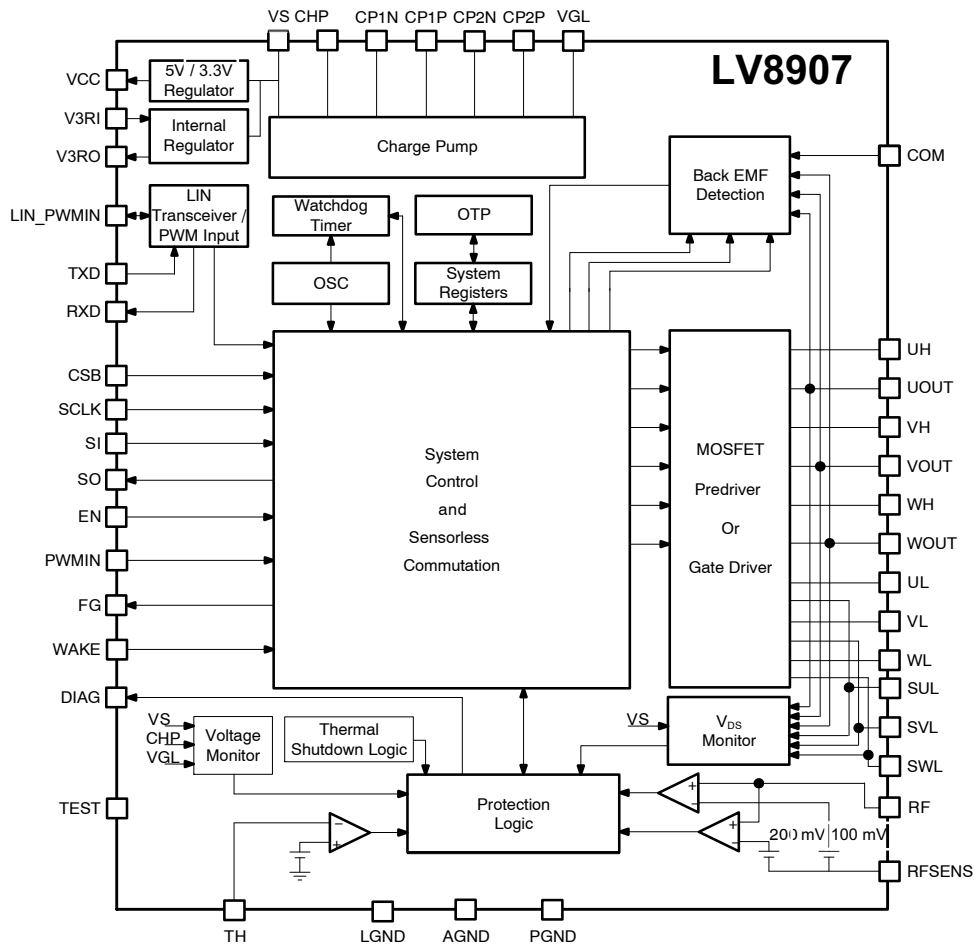 VS CHP CP1N CP1P CP2N CP2P VGL
LV8907
VCC
5V / 3.3V
Regulator
V3RI
V3RO
Internal
Regulator
Charge Pump
Back EMF
Detection
COM
LIN_PWMIN
LIN
Transceiver /
PWM Input
Watchdog
Timer
OTP
TXD
RXD
OSC
System
Registers
CSB
SCLK
SI
SO
EN
PWMIN
FG
WAKE
DIAG
TEST
System
Control
and
Sensorless
Commutation
MOSFET
Predriver
Or
Gate Driver
UH
UOUT
VH
VOUT
WH
WOUT
UL
VL
WL
SUL
SVL
SWL
RF
RFSENS
VS
CHP
VGL
Voltage
Monitor
Thermal
Shutdown Logic
VS
VDS
Monitor
Protection
Logic
+
−
+
−
−
+
200 mV
100 mV
TH
LGND
AGND
PGND